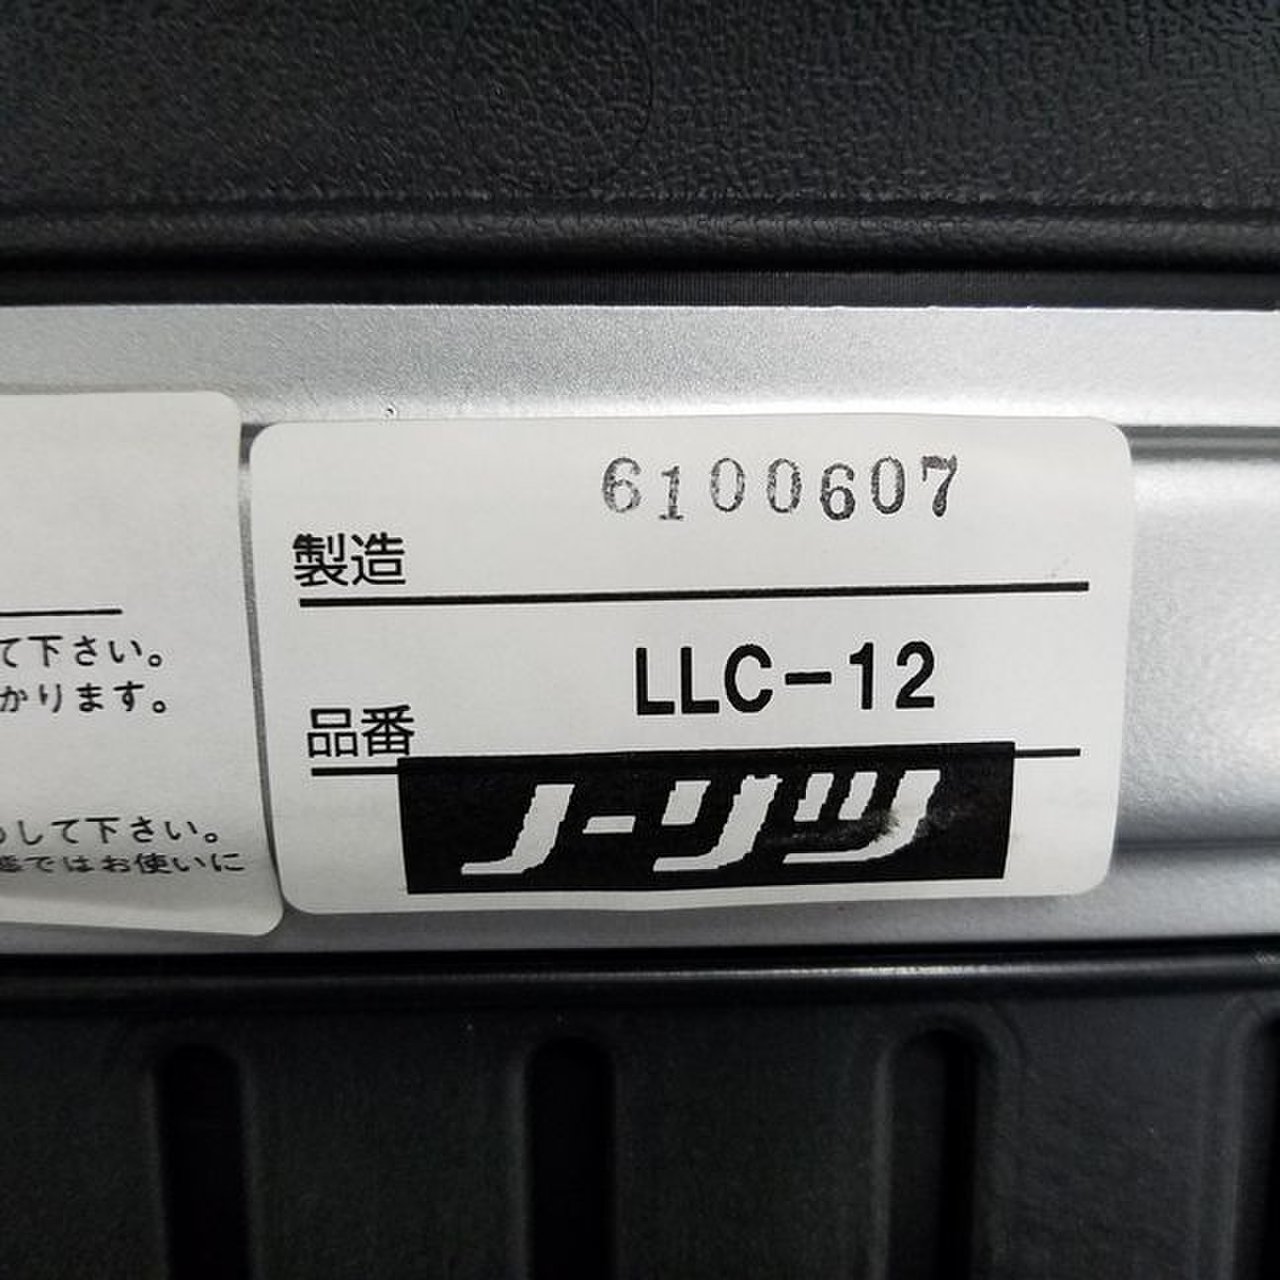 6100607
製造
LLC-12
品番
ノーリツ
て下さい。
かります。
して下さい。
態ではお使いに